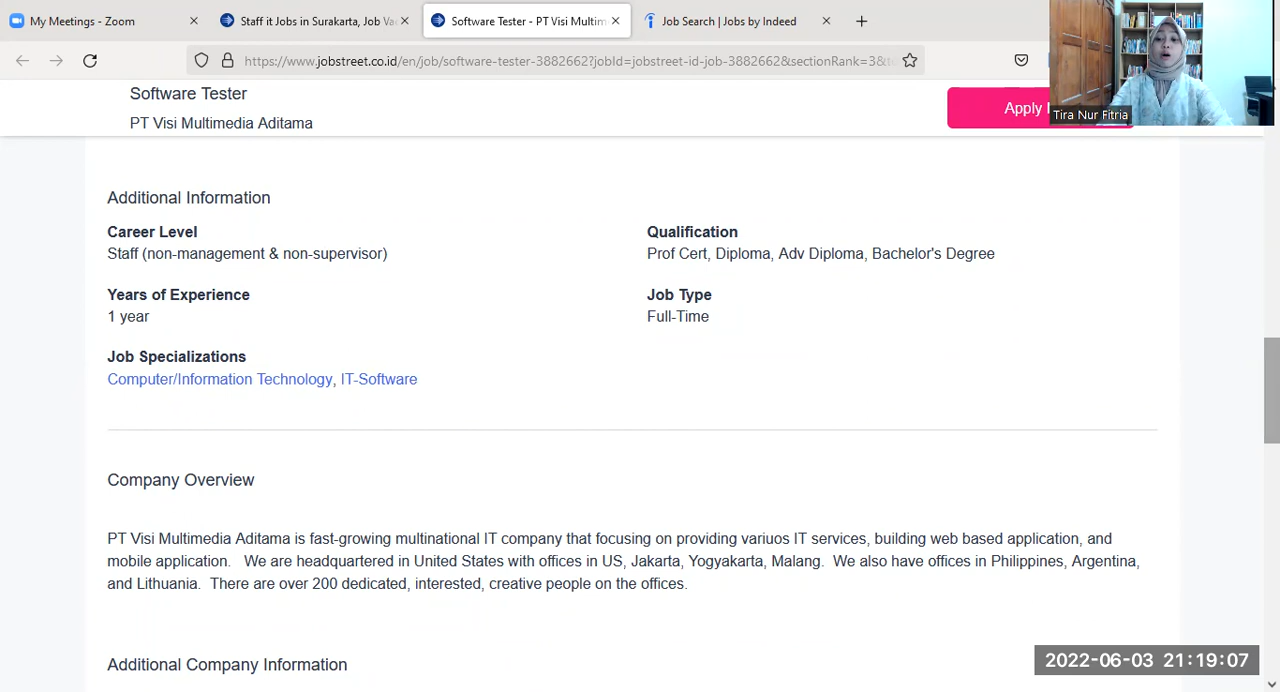 My Meetings - Zoom
Staff it Jobs in Surakarta, Job Va
Software Tester - PT Visi Multim
Job Search | Jobs by Indeed
https://www.jobstreet.co.id/en/job/software-tester-3882662?jobId=jobstreet-id-job-3882662&sectionRank=3&t
Software Tester
PT Visi Multimedia Aditama
Apply
Tira Nur Fitria
Additional Information
Career Level
Staff (non-management & non-supervisor)
Qualification
Prof Cert, Diploma, Adv Diploma, Bachelor's Degree
Years of Experience
1 year
Job Type
Full-Time
Job Specializations
Computer/Information Technology, IT-Software
Company Overview
PT Visi Multimedia Aditama is fast-growing multinational IT company that focusing on providing variuos IT services, building web based application, and
mobile application. We are headquartered in United States with offices in US, Jakarta, Yogyakarta, Malang. We also have offices in Philippines, Argentina,
and Lithuania. There are over 200 dedicated, interested, creative people on the offices.
Additional Company Information
2022-06-03 21:19:07